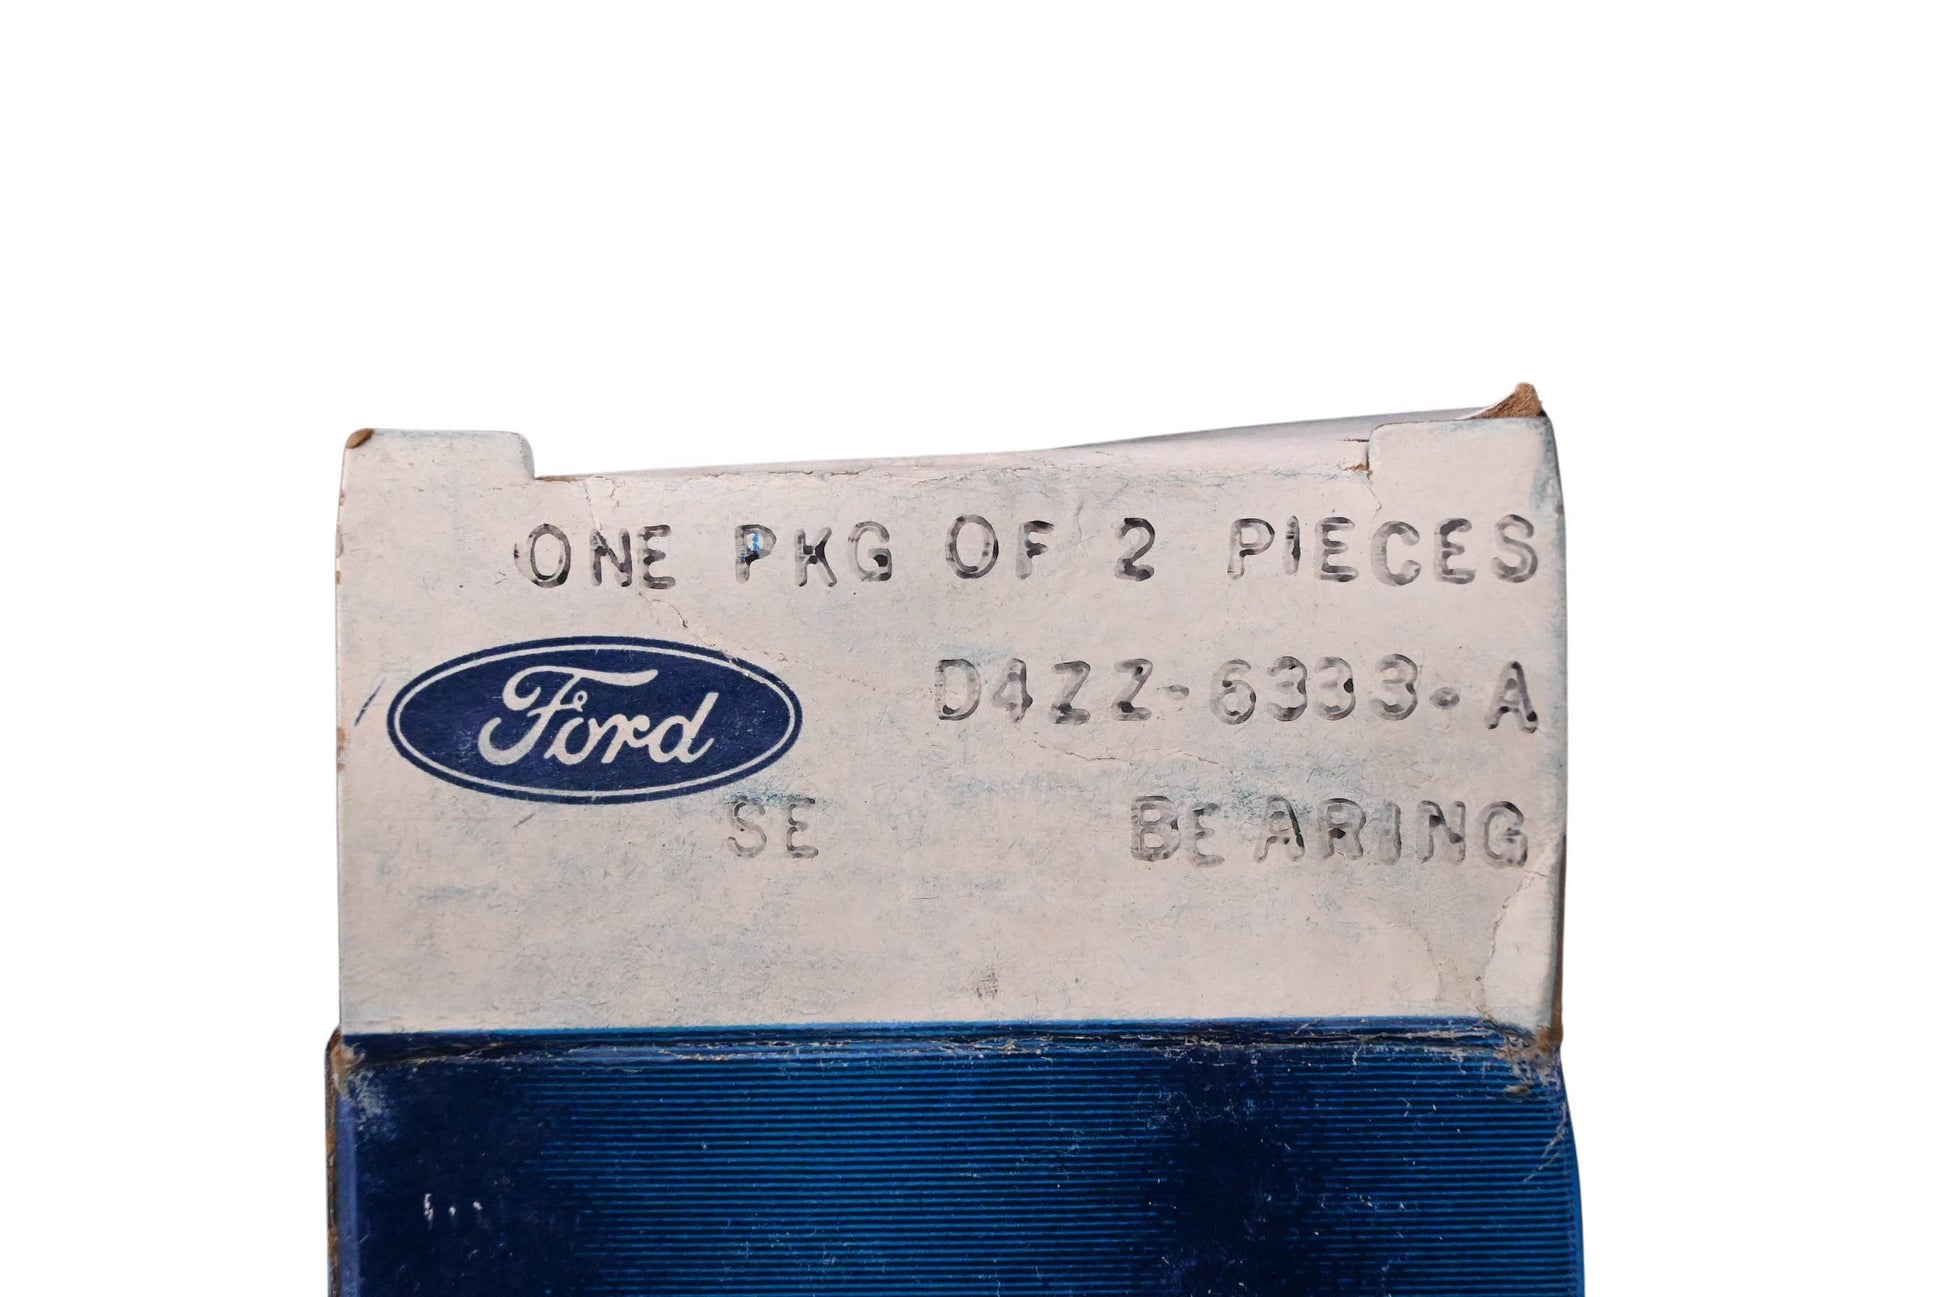 ONE PKG OF 2 PIECES
Ford D4ZZ-6333-A
SE BEARING